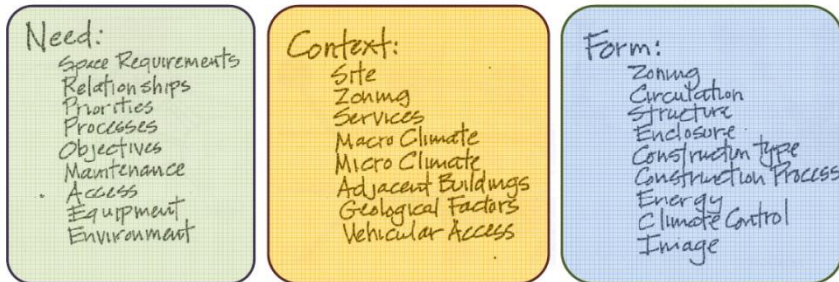 Need:
Space Requirements
Relationships
Priorities
Processes
Objectives
Maintenance
Access
Equipment
Environment
Context:
Site
Zoning
Services
Macro Climate
Micro Climate
Adjacent Buildings
Geological Factors
Vehicular Access
Form:
Zoning
Circulation
Structure
Enclosure
Construction type
Construction Process
Energy
Climate Control
Image